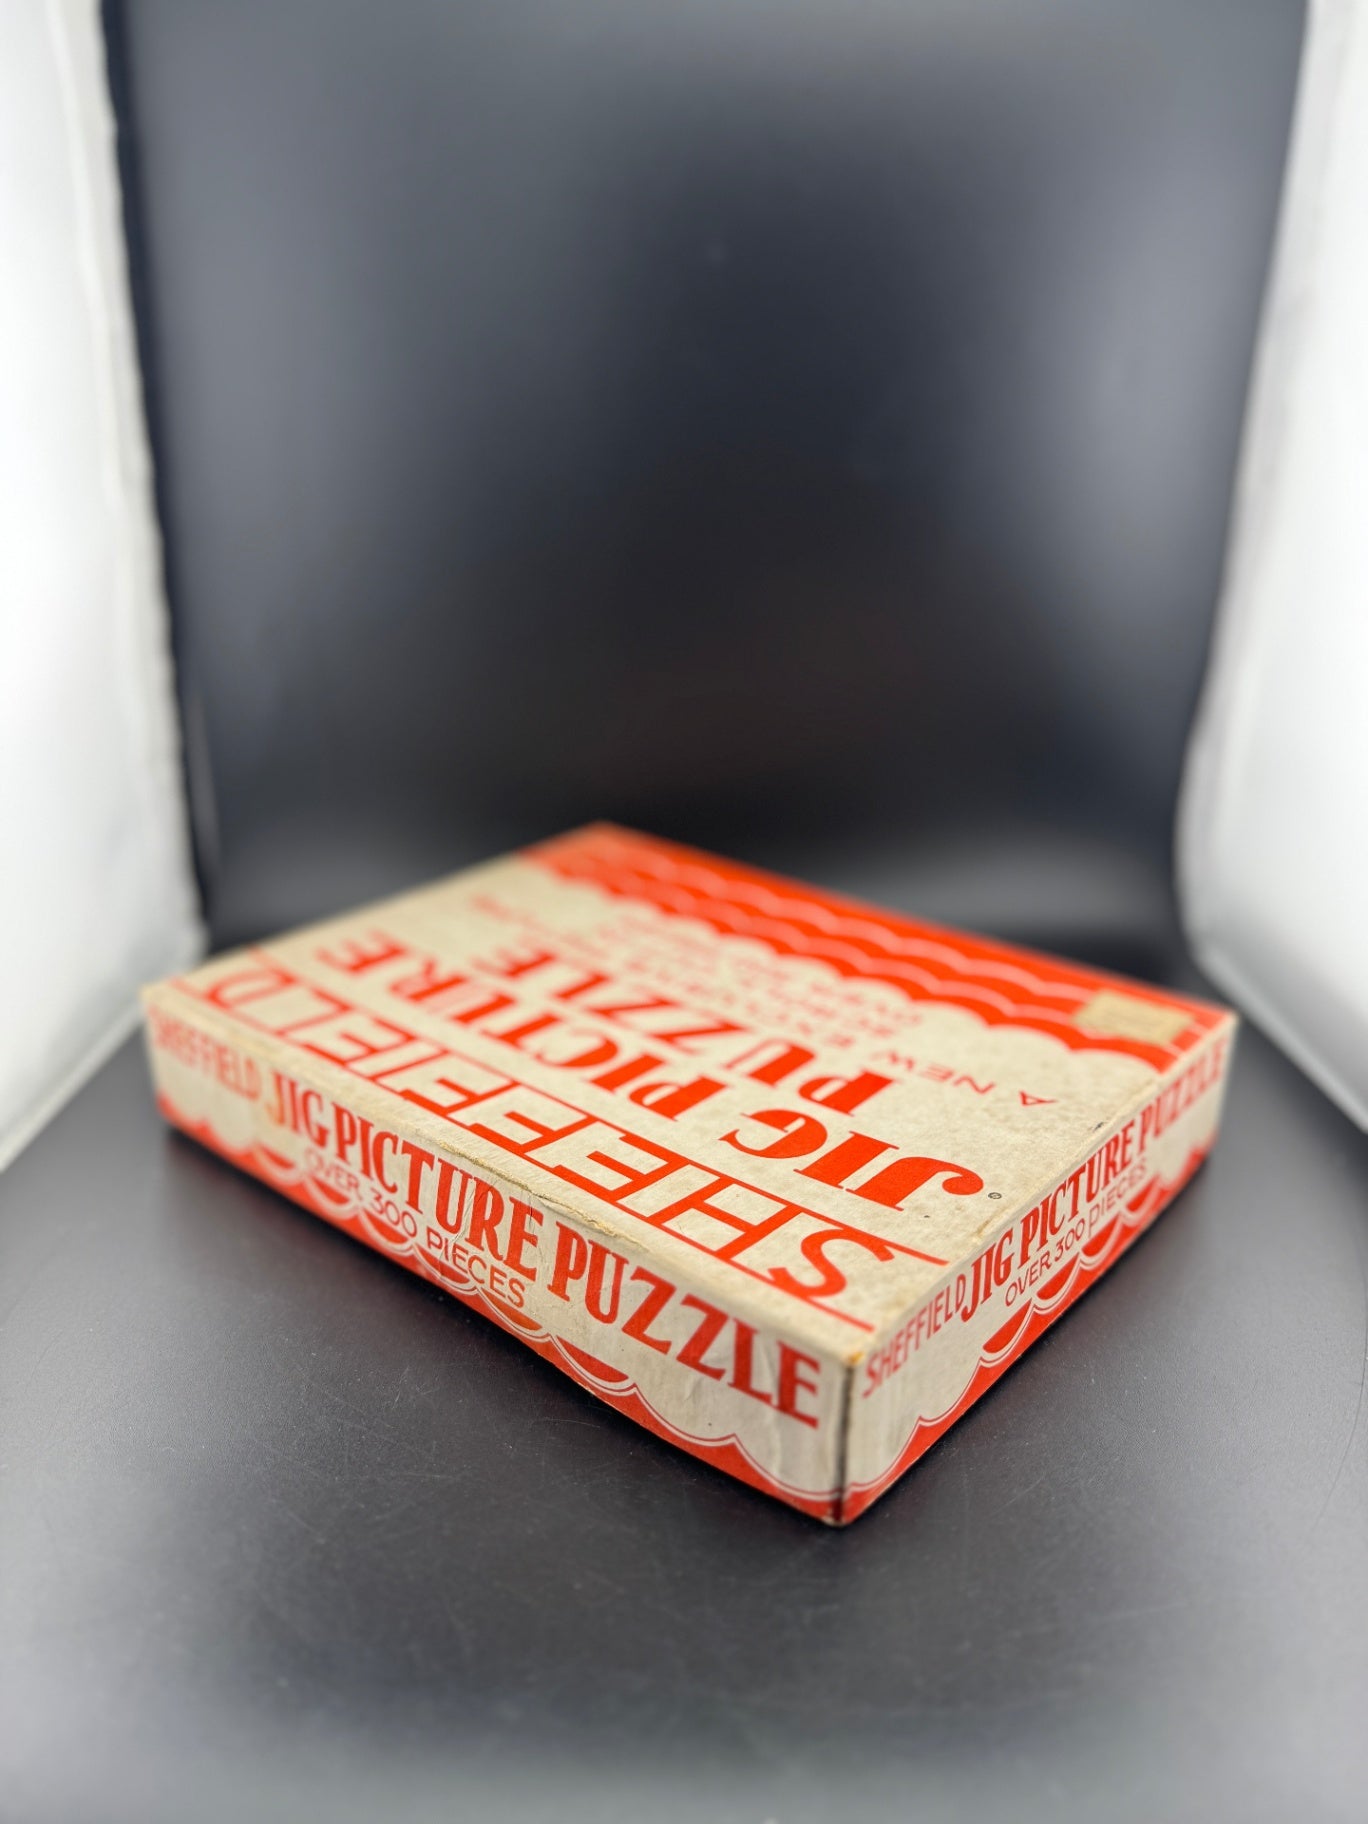 SHEFFIELD
JIG PICTURE
PUZZLE
A NEW
OVER
SHEFFIELD JIG PICTURE PUZZLE
OVER 300 PIECES
SHEFFIELD JIG PICTURE PUZZLE
OVER 300 PIECES